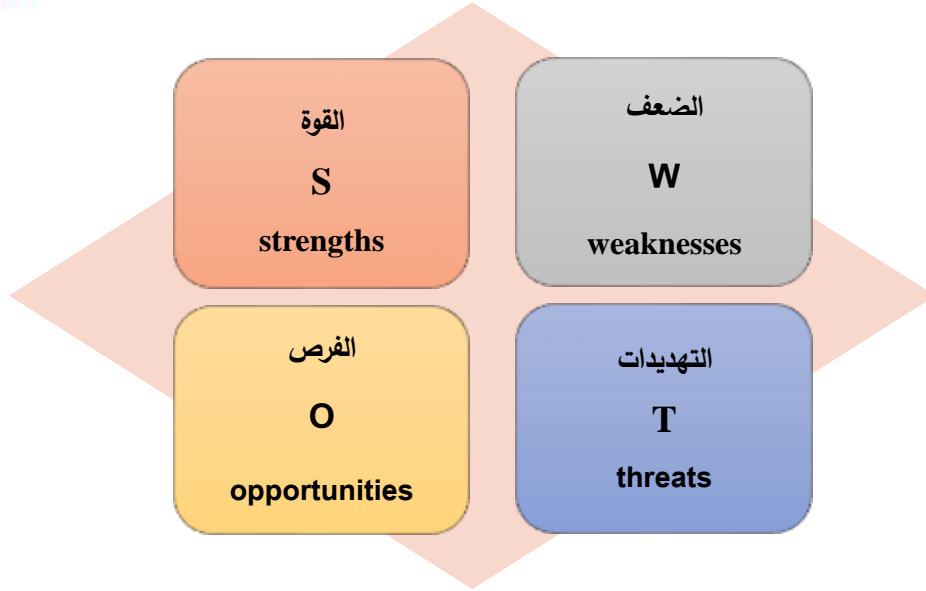 القوة
S
strengths
الضعف
W
weaknesses
الفرص
O
opportunities
التهديدات
T
threats